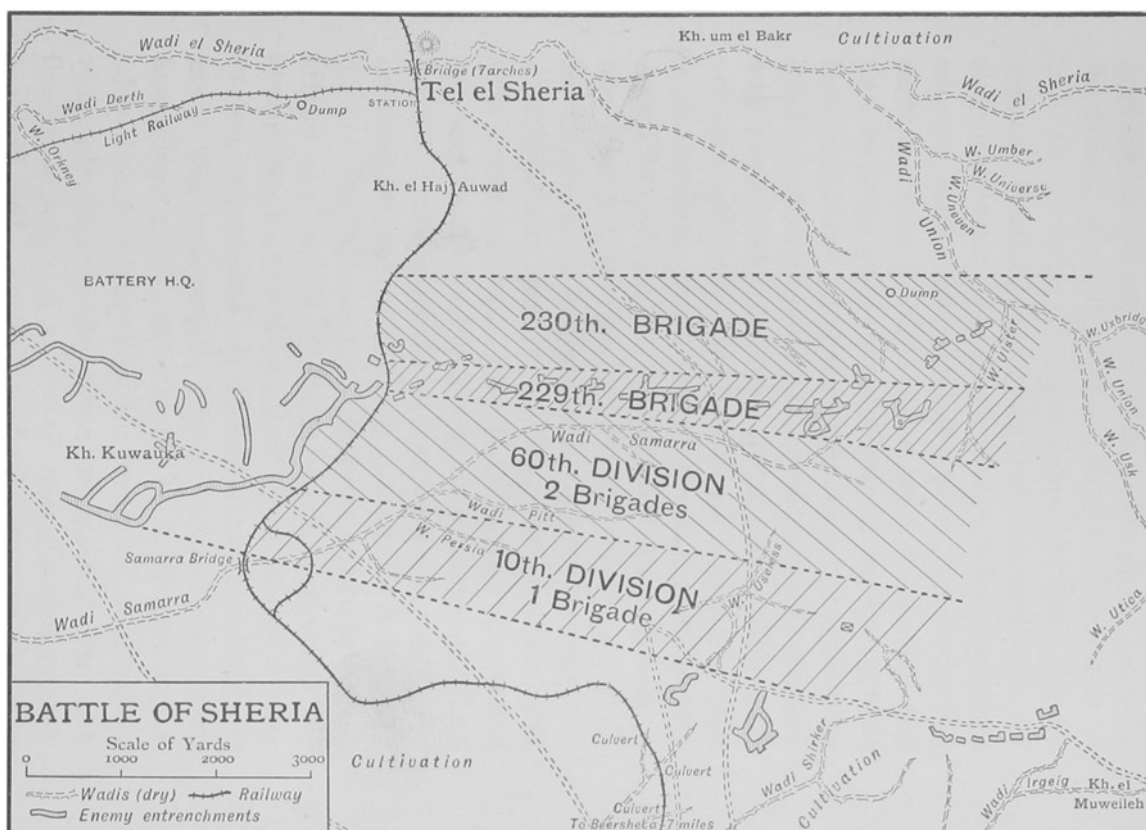 Wadi el Sheria
Kh. um el Bakr
Cultivation
Bridge (7 arches)
Tel el Sheria
Wadi el Sheria
Wadi Derth
Dump
STATION
Light Railway
W. Orkney
W. Umber
W. Universe
W. Uneven
Wadi Union
Kh. el Haj Auwad
BATTERY H.Q.
Dump
230th. BRIGADE
W. Ulster
W. Uxbridge
W. Union
229th. BRIGADE
Wadi Samarra
Kh. Kuwauka
60th. DIVISION
2 Brigades
W. Usk
Wadi Pitt
W. Persia
Samarra Bridge
10th. DIVISION
1 Brigade
W. Useless
Wadi Samarra
W. Utica
BATTLE OF SHERIA
Scale of Yards
0 1000 2000 3000
Wadis (dry) Railway
Enemy entrenchments
Cultivation
Culvert
Culvert
Culvert
To Beersheba 7 miles
Wadi Shirker
Cultivation
Wadi Irgeig
Kh. el
Muweileh